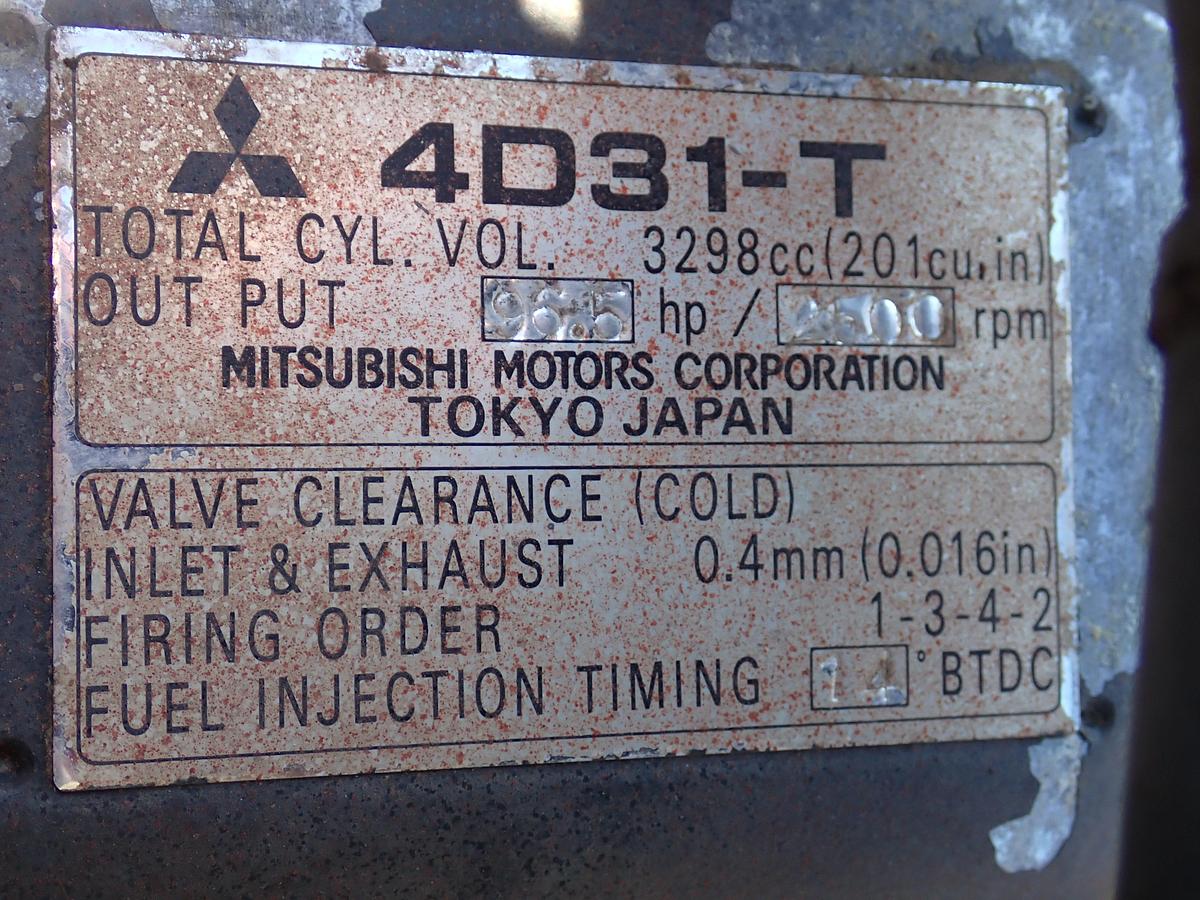 4D31-T
TOTAL CYL. VOL. 3298cc(201cu.in)
OUT PUT hp / rpm
MITSUBISHI MOTORS CORPORATION
TOKYO JAPAN
VALVE CLEARANCE (COLD)
INLET & EXHAUST 0.4mm (0.016in)
FIRING ORDER 1-3-4-2
FUEL INJECTION TIMING 14 °BTDC